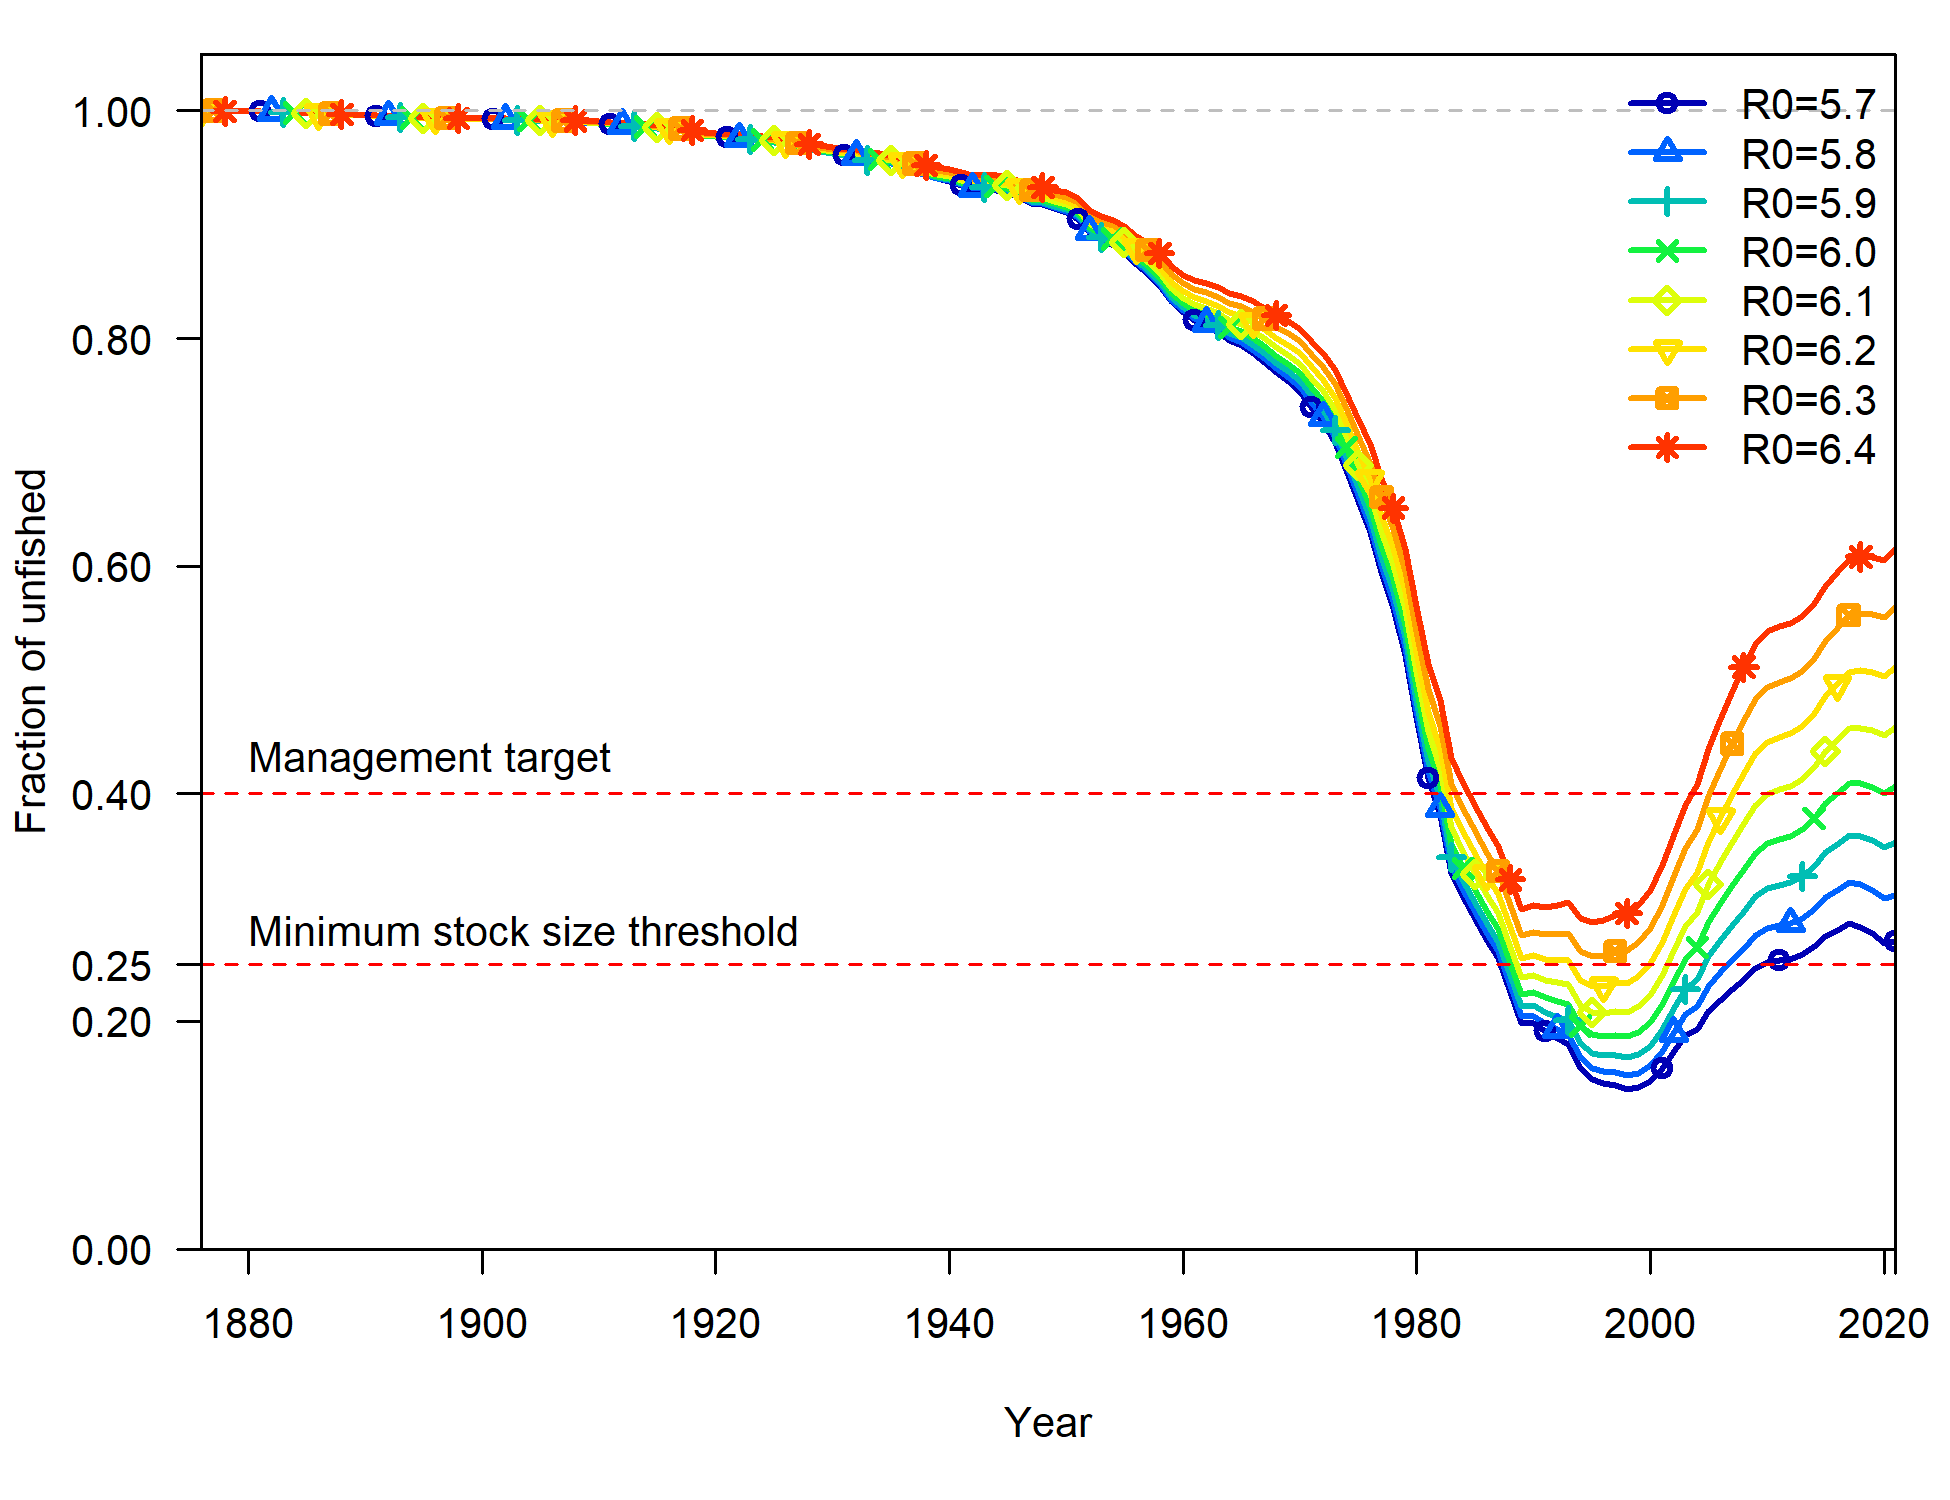 1.00
0.80
0.60
0.40
0.25
0.20
0.00
Fraction of unfished
Management target
Minimum stock size threshold
R0=5.7
R0=5.8
R0=5.9
R0=6.0
R0=6.1
R0=6.2
R0=6.3
R0=6.4
1880 1900 1920 1940 1960 1980 2000 2020
Year